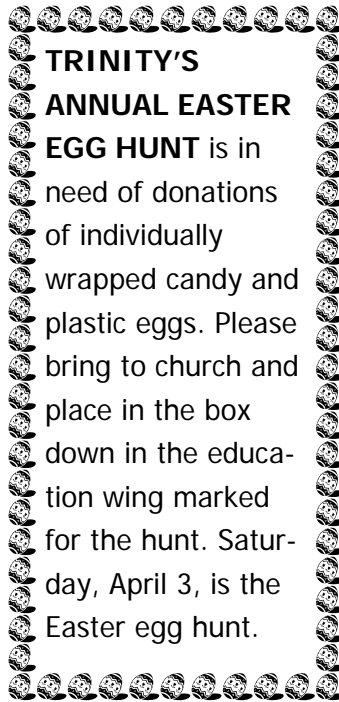 TRINITY'S
ANNUAL EASTER
EGG HUNT is in
need of donations
of individually
wrapped candy and
plastic eggs. Please
bring to church and
place in the box
down in the educa-
tion wing marked
for the hunt. Satur-
day, April 3, is the
Easter egg hunt.